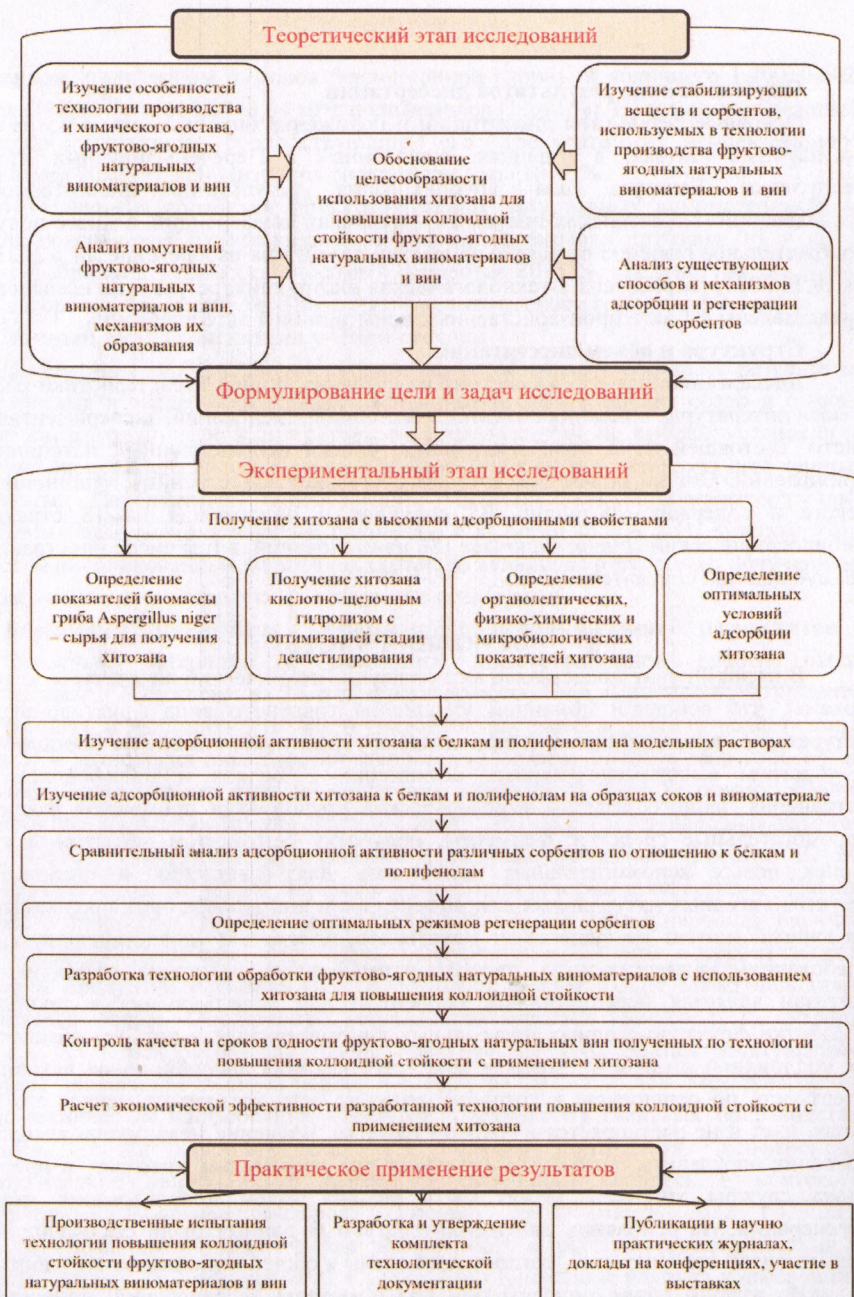 Теоретический этап исследований
Изучение особенностей
технологии производства
и химического состава,
фруктово-ягодных
натуральных
виноматериалов и вин
Изучение стабилизирующих
веществ и сорбентов,
используемых в технологии
производства фруктово-
ягодных натуральных
виноматериалов и вин
Обоснование
целесообразности
использования хитозана для
повышения коллоидной
стойкости фруктово-ягодных
натуральных виноматериалов
и вин
Анализ помутнений
фруктово-ягодных
натуральных
виноматериалов и вин,
механизмов их
образования
Анализ существующих
способов и механизмов
адсорбции и регенерации
сорбентов
Формулирование цели и задач исследований
Экспериментальный этап исследований
Получение хитозана с высокими адсорбционными свойствами
Определение
показателей биомассы
гриба Aspergillus niger
– сырья для получения
хитозана
Получение хитозана
кислотно-щелочным
гидролизом с
оптимизацией стадии
деацетилирования
Определение
органолептических,
физико-химических и
микробиологических
показателей хитозана
Определение
оптимальных
условий
адсорбции
хитозана
Изучение адсорбционной активности хитозана к белкам и полифенолам на модельных растворах
Изучение адсорбционной активности хитозана к белкам и полифенолам на образцах соков и виноматериале
Сравнительный анализ адсорбционной активности различных сорбентов по отношению к белкам и
полифенолам
Определение оптимальных режимов регенерации сорбентов
Разработка технологии обработки фруктово-ягодных натуральных виноматериалов с использованием
хитозана для повышения коллоидной стойкости
Контроль качества и сроков годности фруктово-ягодных натуральных вин полученных по технологии
повышения коллоидной стойкости с применением хитозана
Расчет экономической эффективности разработанной технологии повышения коллоидной стойкости с
применением хитозана
Практическое применение результатов
Производственные испытания
технологии повышения коллоидной
стойкости фруктово-ягодных
натуральных виноматериалов и вин
Разработка и утверждение
комплекта
технологической
документации
Публикации в научно
практических журналах,
доклады на конференциях, участие в
выставках